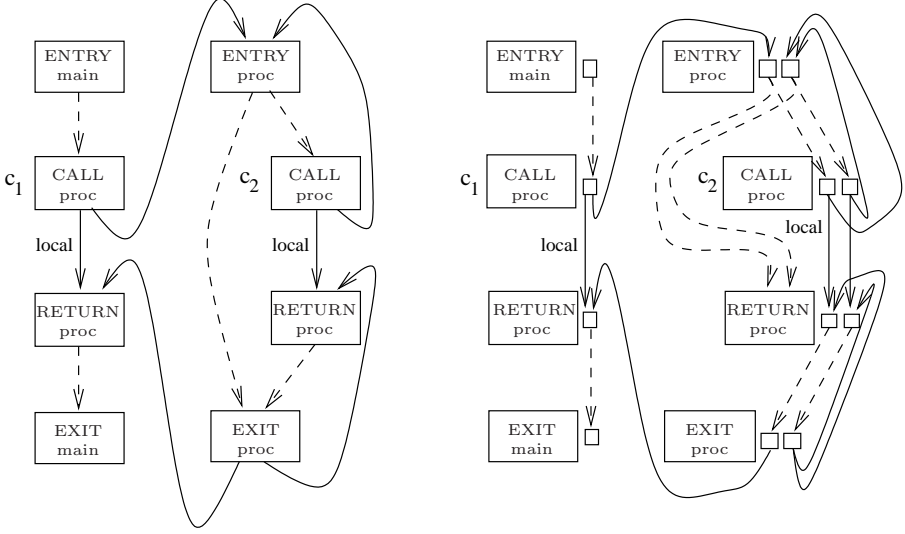 ENTRY
main
ENTRY
proc
c1
CALL
proc
c2
CALL
proc
local
local
RETURN
proc
RETURN
proc
EXIT
main
EXIT
proc
ENTRY
main
ENTRY
proc
c1
CALL
proc
c2
CALL
proc
local
local
RETURN
proc
RETURN
proc
EXIT
main
EXIT
proc